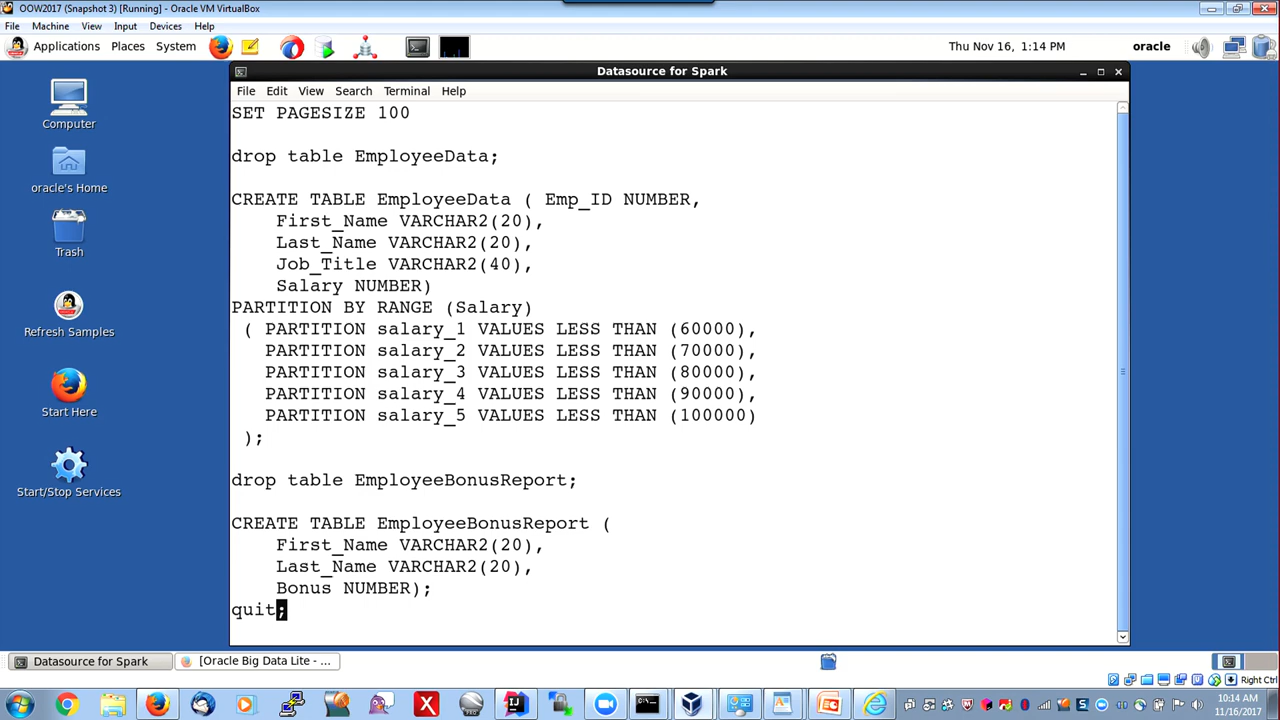 OOW2017 (Snapshot 3) [Running] - Oracle VM VirtualBox
File Machine View Input Devices Help
Applications Places System Thu Nov 16, 1:14 PM oracle
Datasource for Spark
File Edit View Search Terminal Help
SET PAGESIZE 100
drop table EmployeeData;
CREATE TABLE EmployeeData ( Emp_ID NUMBER,
First_Name VARCHAR2(20),
Last_Name VARCHAR2(20),
Job_Title VARCHAR2(40),
Salary NUMBER)
PARTITION BY RANGE (Salary)
( PARTITION salary_1 VALUES LESS THAN (60000),
PARTITION salary_2 VALUES LESS THAN (70000),
PARTITION salary_3 VALUES LESS THAN (80000),
PARTITION salary_4 VALUES LESS THAN (90000),
PARTITION salary_5 VALUES LESS THAN (100000)
);
drop table EmployeeBonusReport;
CREATE TABLE EmployeeBonusReport (
First_Name VARCHAR2(20),
Last_Name VARCHAR2(20),
Bonus NUMBER);
quit;
Computer
oracle's Home
Trash
Refresh Samples
Start Here
Start/Stop Services
Datasource for Spark
[Oracle Big Data Lite - ...
Right Ctrl
10:14 AM
11/16/2017